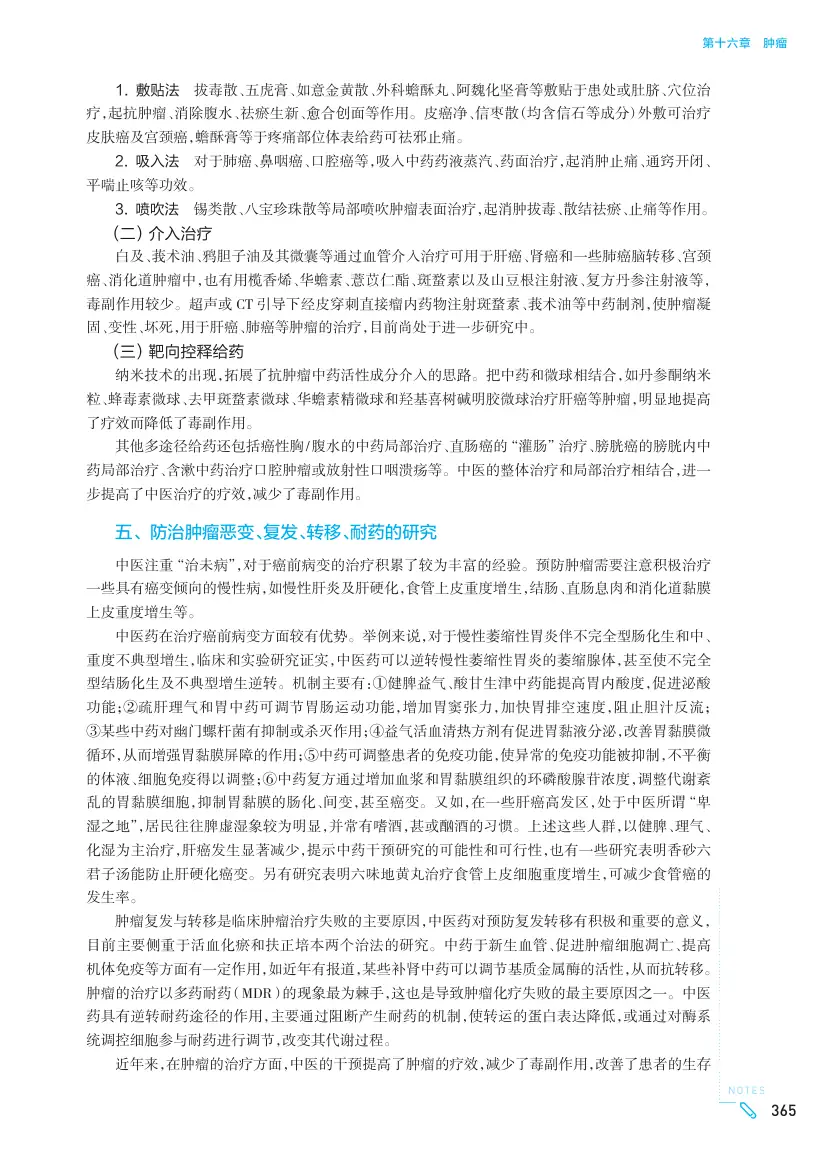 第十六章 肿瘤
1. 敷贴法 拔毒散、五虎膏、如意金黄散、外科蟾酥丸、阿魏化坚膏等敷贴于患处或肚脐、穴位治
疗,起抗肿瘤、消除腹水、祛瘀生新、愈合创面等作用。皮癌净、信枣散(均含信石等成分)外敷可治疗
皮肤癌及宫颈癌,蟾酥膏等于疼痛部位体表给药可祛邪止痛。
2. 吸入法 对于肺癌、鼻咽癌、口腔癌等,吸入中药药液蒸汽、药面治疗,起消肿止痛、通窍开闭、
平喘止咳等功效。
3. 喷吹法 锡类散、八宝珍珠散等局部喷吹肿瘤表面治疗,起消肿拔毒、散结祛瘀、止痛等作用。
(二)介入治疗
白及、莪术油、鸦胆子油及其微囊等通过血管介入治疗可用于肝癌、肾癌和一些肺癌脑转移、宫颈
癌、消化道肿瘤中,也有用榄香烯、华蟾素、薏苡仁酯、斑蝥素以及山豆根注射液、复方丹参注射液等,
毒副作用较少。超声或 CT 引导下经皮穿刺直接瘤内药物注射斑蝥素、莪术油等中药制剂,使肿瘤凝
固、变性、坏死,用于肝癌、肺癌等肿瘤的治疗,目前尚处于进一步研究中。
(三)靶向控释给药
纳米技术的出现,拓展了抗肿瘤中药活性成分介入的思路。把中药和微球相结合,如丹参酮纳米
粒、蜂毒素微球、去甲斑蝥素微球、华蟾素精微球和羟基喜树碱明胶微球治疗肝癌等肿瘤,明显地提高
了疗效而降低了毒副作用。
其他多途径给药还包括癌性胸/腹水的中药局部治疗、直肠癌的“灌肠”治疗、膀胱癌的膀胱内中
药局部治疗、含漱中药治疗口腔肿瘤或放射性口咽溃疡等。中医的整体治疗和局部治疗相结合,进一
步提高了中医治疗的疗效,减少了毒副作用。
五、防治肿瘤恶变、复发、转移、耐药的研究
中医注重“治未病”,对于癌前病变的治疗积累了较为丰富的经验。预防肿瘤需要注意积极治疗
一些具有癌变倾向的慢性病,如慢性肝炎及肝硬化,食管上皮重度增生,结肠、直肠息肉和消化道黏膜
上皮重度增生等。
中医药在治疗癌前病变方面较有优势。举例来说,对于慢性萎缩性胃炎伴不完全型肠化生和中、
重度不典型增生,临床和实验研究证实,中医药可以逆转慢性萎缩性胃炎的萎缩腺体,甚至使不完全
型结肠化生及不典型增生逆转。机制主要有:①健脾益气、酸甘生津中药能提高胃内酸度,促进泌酸
功能;②疏肝理气和胃中药可调节胃肠运动功能,增加胃窦张力,加快胃排空速度,阻止胆汁反流;
③某些中药对幽门螺杆菌有抑制或杀灭作用;④益气活血清热方剂有促进胃黏液分泌,改善胃黏膜微
循环,从而增强胃黏膜屏障的作用;⑤中药可调整患者的免疫功能,使异常的免疫功能被抑制,不平衡
的体液、细胞免疫得以调整;⑥中药复方通过增加血浆和胃黏膜组织的环磷酸腺苷浓度,调整代谢紊
乱的胃黏膜细胞,抑制胃黏膜的肠化、间变,甚至癌变。又如,在一些肝癌高发区,处于中医所谓“卑
湿之地”,居民往往脾虚湿象较为明显,并常有嗜酒,甚或酗酒的习惯。上述这些人群,以健脾、理气、
化湿为主治疗,肝癌发生显著减少,提示中药干预研究的可能性和可行性,也有一些研究表明香砂六
君子汤能防止肝硬化癌变。另有研究表明六味地黄丸治疗食管上皮细胞重度增生,可减少食管癌的
发生率。
肿瘤复发与转移是临床肿瘤治疗失败的主要原因,中医药对预防复发转移有积极和重要的意义,
目前主要侧重于活血化瘀和扶正培本两个治法的研究。中药于新生血管、促进肿瘤细胞凋亡、提高
机体免疫等方面有一定作用,如近年有报道,某些补肾中药可以调节基质金属酶的活性,从而抗转移。
肿瘤的治疗以多药耐药(MDR)的现象最为棘手,这也是导致肿瘤化疗失败的最主要原因之一。中医
药具有逆转耐药途径的作用,主要通过阻断产生耐药的机制,使转运的蛋白表达降低,或通过对酶系
统调控细胞参与耐药进行调节,改变其代谢过程。
近年来,在肿瘤的治疗方面,中医的干预提高了肿瘤的疗效,减少了毒副作用,改善了患者的生存
NOTES
365